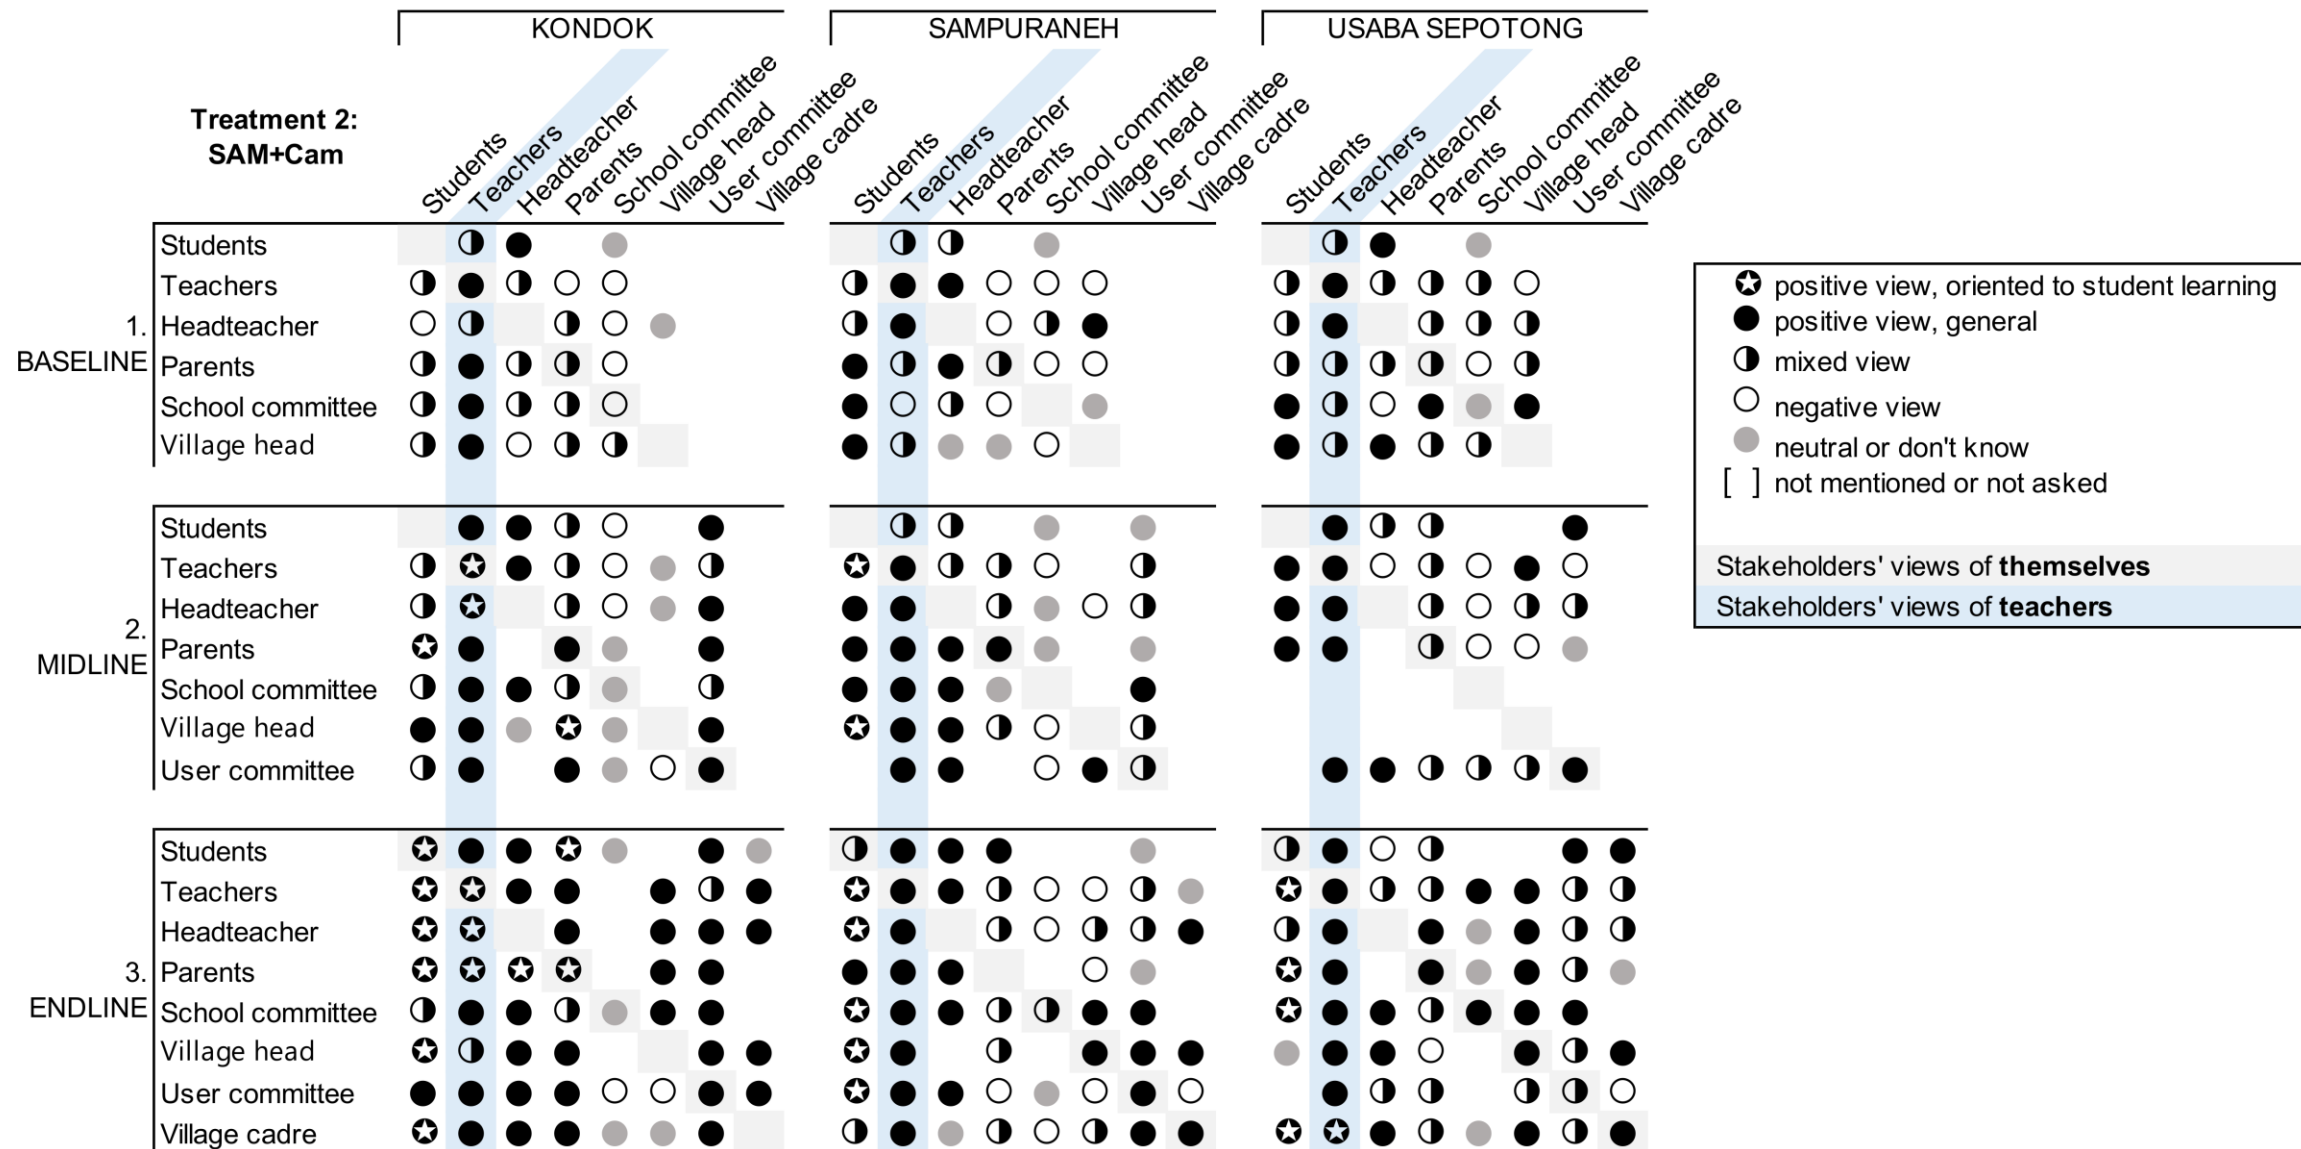 KONDOK
SAMPURANEH
USABA SEPOTONG
Treatment 2:
SAM+Cam
Students
Teachers
Headteacher
Parents
School committee
Village head
User committee
Village cadre
Students
Teachers
Headteacher
Parents
School committee
Village head
User committee
Village cadre
Students
Teachers
Headteacher
Parents
School committee
Village head
User committee
Village cadre
1.
BASELINE
Students
Teachers
Headteacher
Parents
School committee
Village head
2.
MIDLINE
Students
Teachers
Headteacher
Parents
School committee
Village head
User committee
3.
ENDLINE
Students
Teachers
Headteacher
Parents
School committee
Village head
User committee
Village cadre
positive view, oriented to student learning
positive view, general
mixed view
negative view
neutral or don't know
[ ] not mentioned or not asked
Stakeholders' views of themselves
Stakeholders' views of teachers